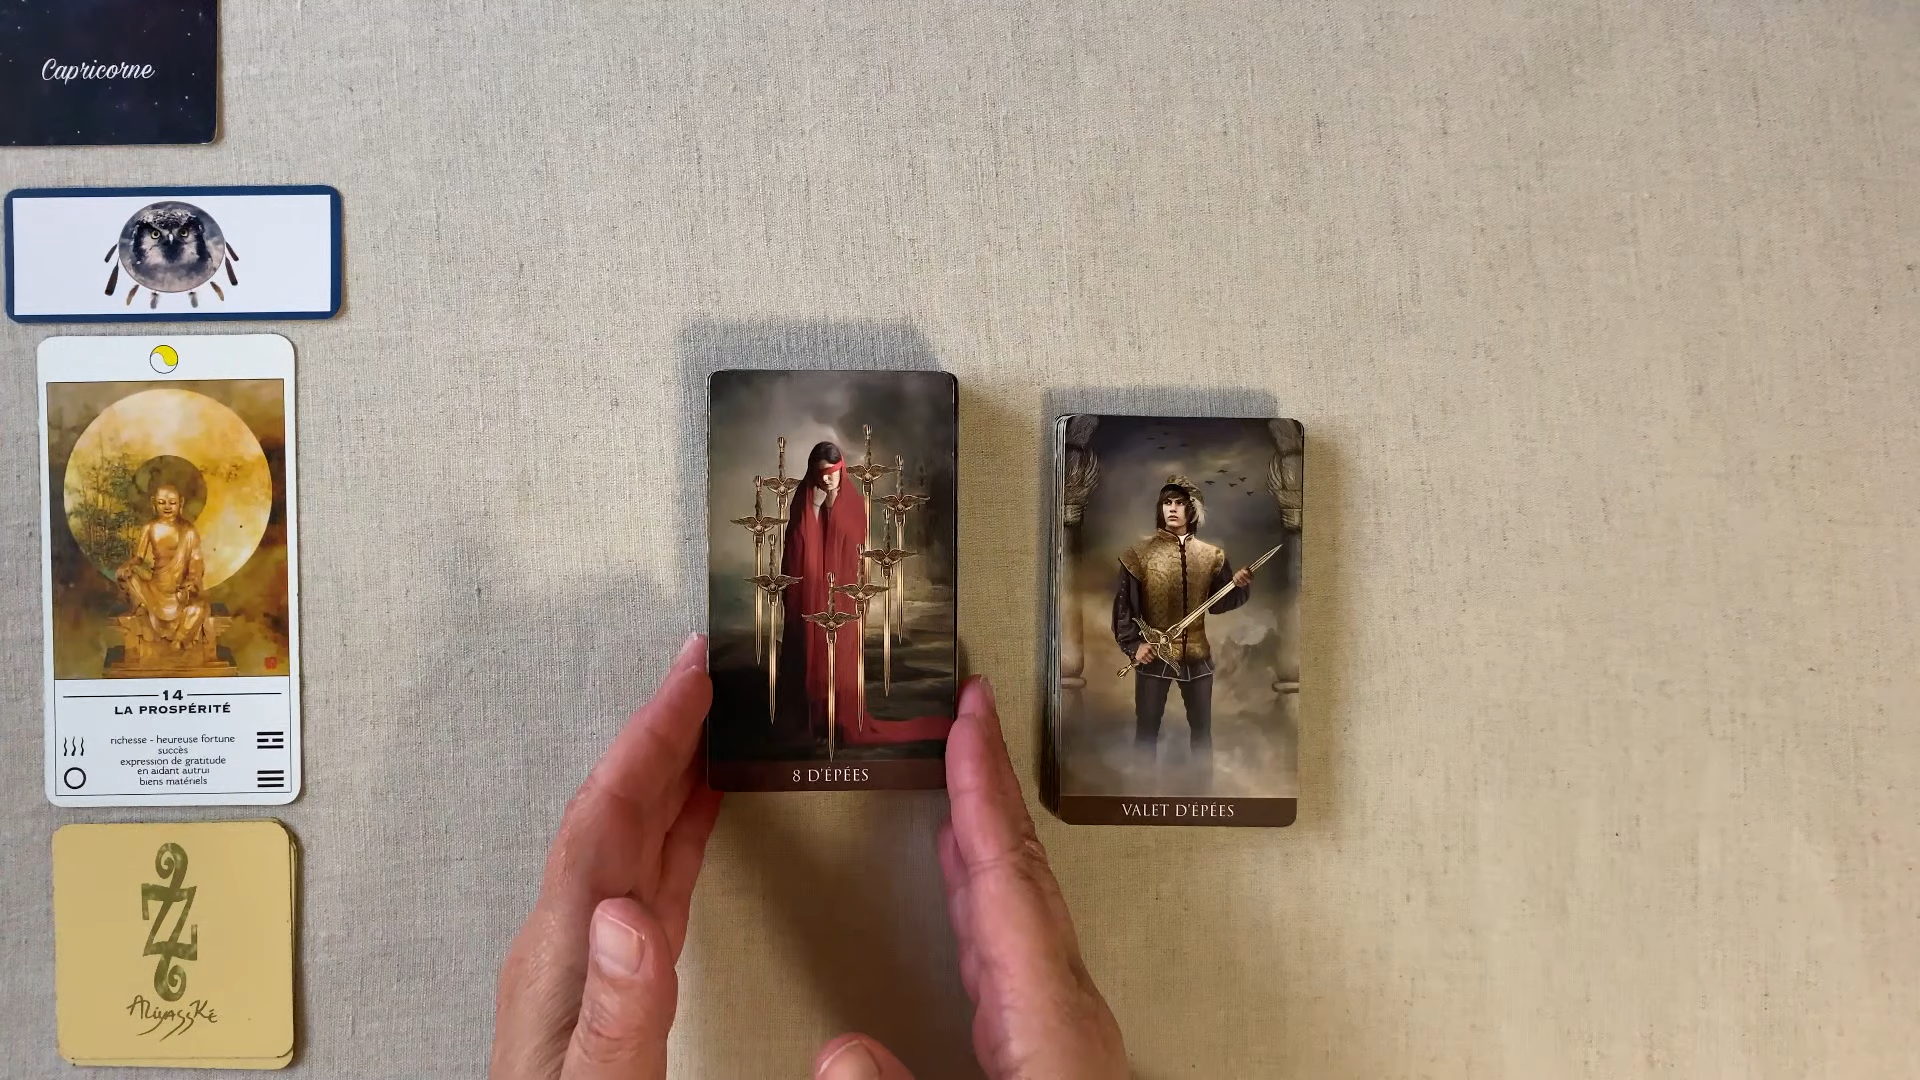 Capricorne
14
LA PROSPÉRITÉ
richesse - heureuse fortune
succès
expression de gratitude
en aidant autrui
biens matériels
8 D'ÉPÉES
VALET D'ÉPÉES